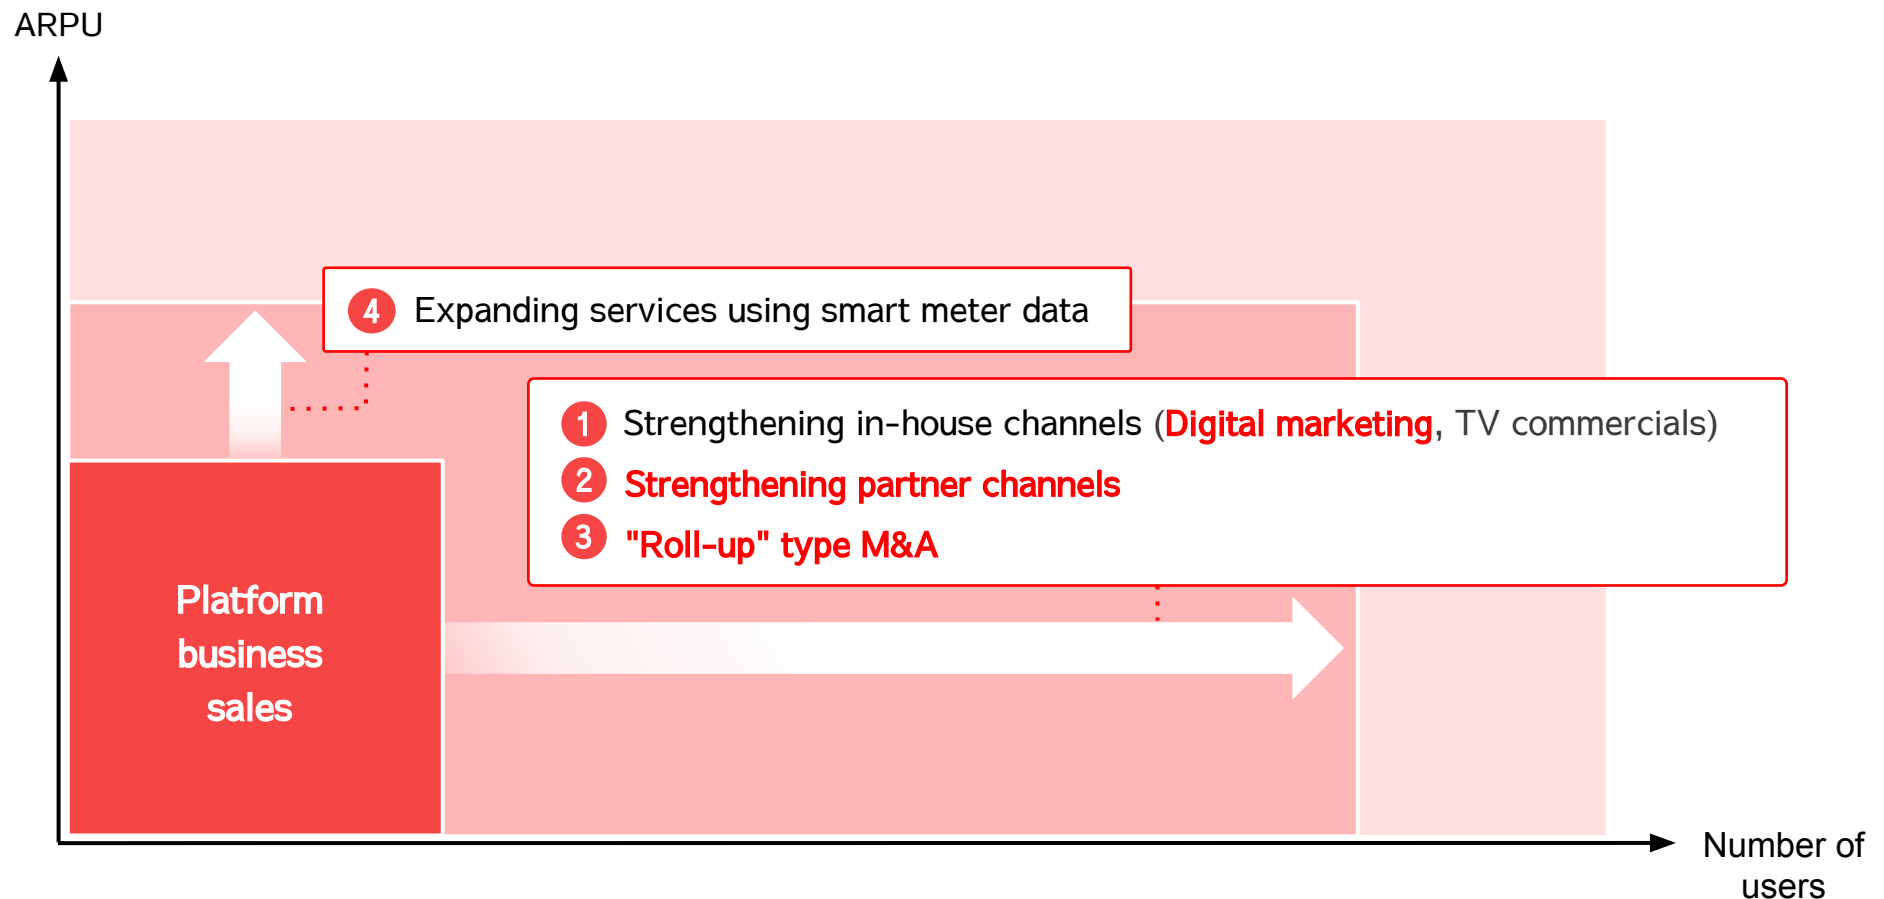 ARPU
4 Expanding services using smart meter data
1 Strengthening in-house channels (Digital marketing, TV commercials)
2 Strengthening partner channels
3 "Roll-up" type M&A
Platform
business
sales
Number of
users